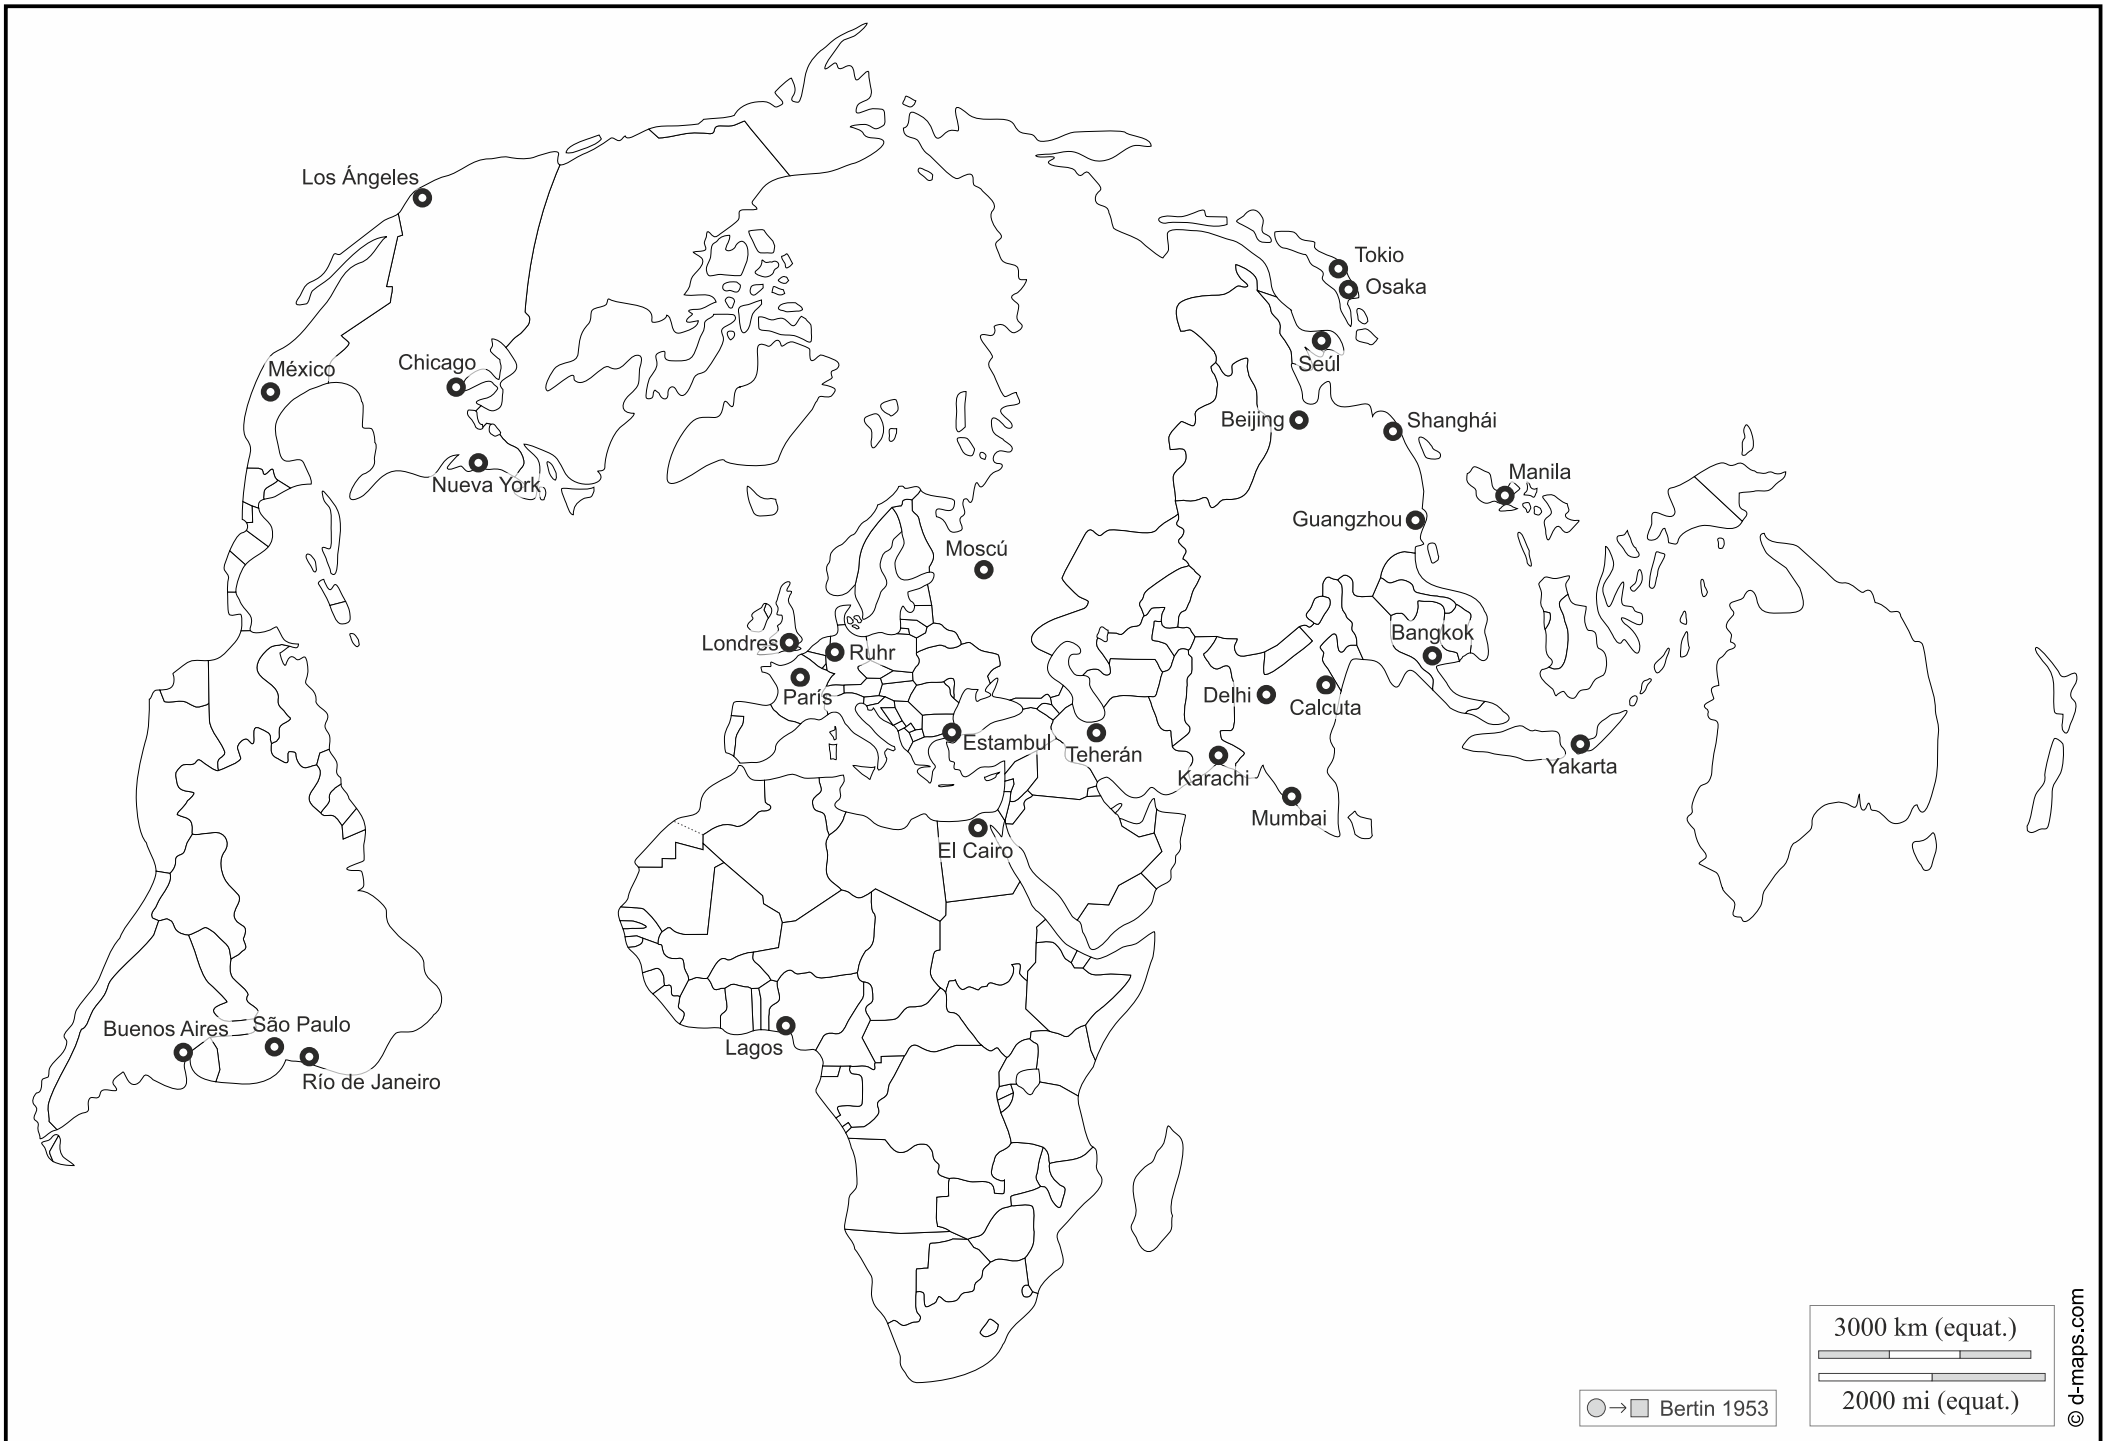 Los Ángeles
Tokio
Osaka
Seúl
México
Chicago
Beijing
Shanghái
Manila
Nueva York
Guangzhou
Moscú
Bangkok
Londres
Ruhr
París
Delhi
Calcuta
Estambul
Teherán
Yakarta
Karachi
Mumbai
El Cairo
Buenos Aires
São Paulo
Lagos
Río de Janeiro
3000 km (equat.)
2000 mi (equat.)
Bertin 1953
© d-maps.com